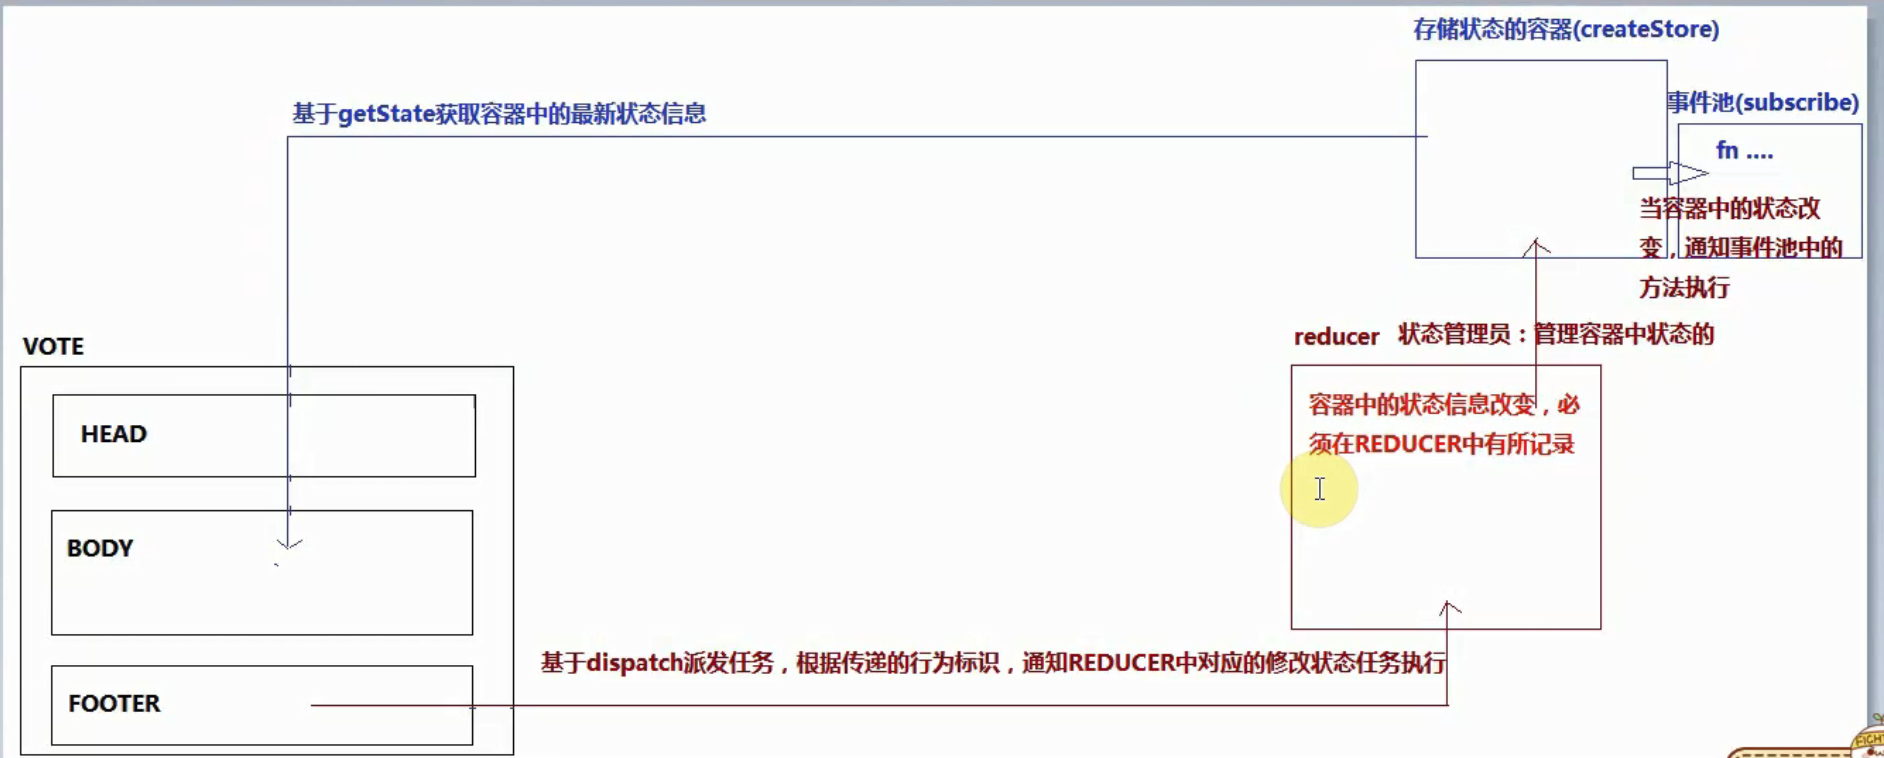 存储状态的容器(createStore)
基于getState获取容器中的最新状态信息
事件池(subscribe)
fn ....
当容器中的状态改
变，通知事件池中的
方法执行
VOTE
reducer 状态管理员：管理容器中状态的
HEAD
容器中的状态信息改变，必
须在REDUCER中有所记录
BODY
基于dispatch派发任务，根据传递的行为标识，通知REDUCER中对应的修改状态任务执行
FOOTER
FIGHT